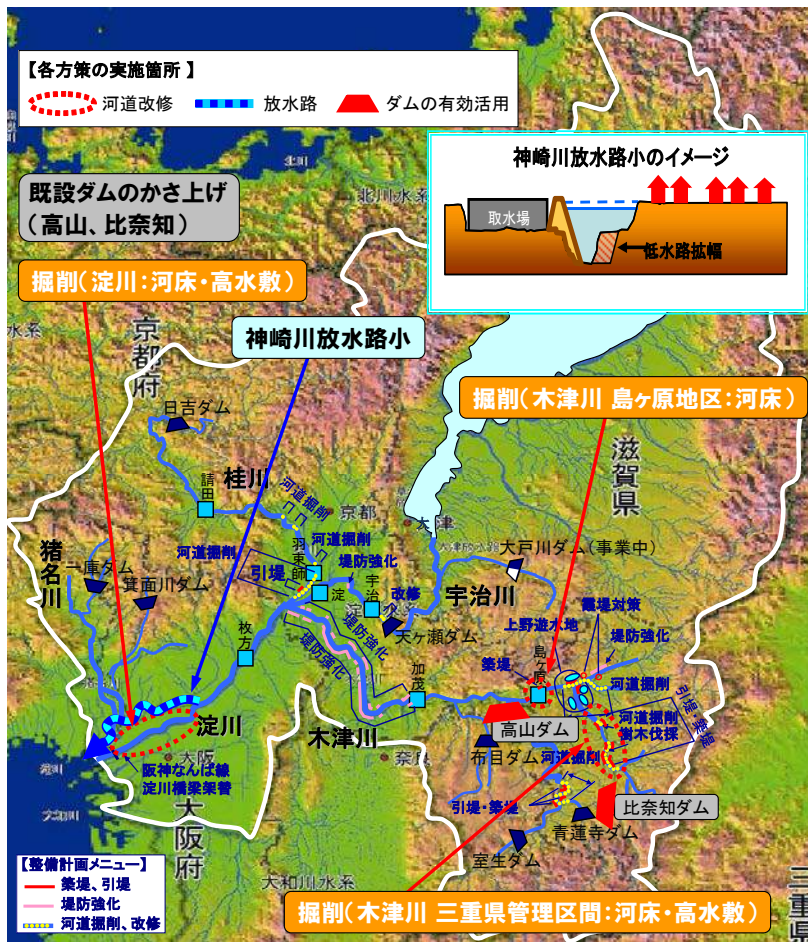 【各方策の実施箇所 】
河道改修
放水路
ダムの有効活用
神崎川放水路小のイメージ
取水場
低水路拡幅
既設ダムのかさ上げ
（高山、比奈知）
北川水系
掘削（淀川：河床・高水敷）
京都府
神崎川放水路小
掘削（木津川 島ヶ原地区：河床）
滋賀県
日吉ダム
請田
桂川
河道掘削
京都
大津
河道掘削
河道掘削
羽束師
堤防強化
大戸川ダム（事業中）
猪名川
一庫ダム
箕面川ダム
引堤
淀
宇治
改修
宇治川
天ヶ瀬ダム
上野遊水地
堤防強化
枚方
堤防強化
堤防強化
加茂
島ヶ原
築堤
河道掘削
引堤・築堤
淀川
木津川
高山ダム
河道掘削
樹木伐採
大阪
奈良
布目ダム
河道掘削
阪神なんば線
淀川橋梁架替
大阪府
引堤・築堤
比奈知ダム
青蓮寺ダム
室生ダム
大和川水系
三重県
【整備計画メニュー】
築堤、引堤
堤防強化
河道掘削、改修
掘削（木津川 三重県管理区間：河床・高水敷）